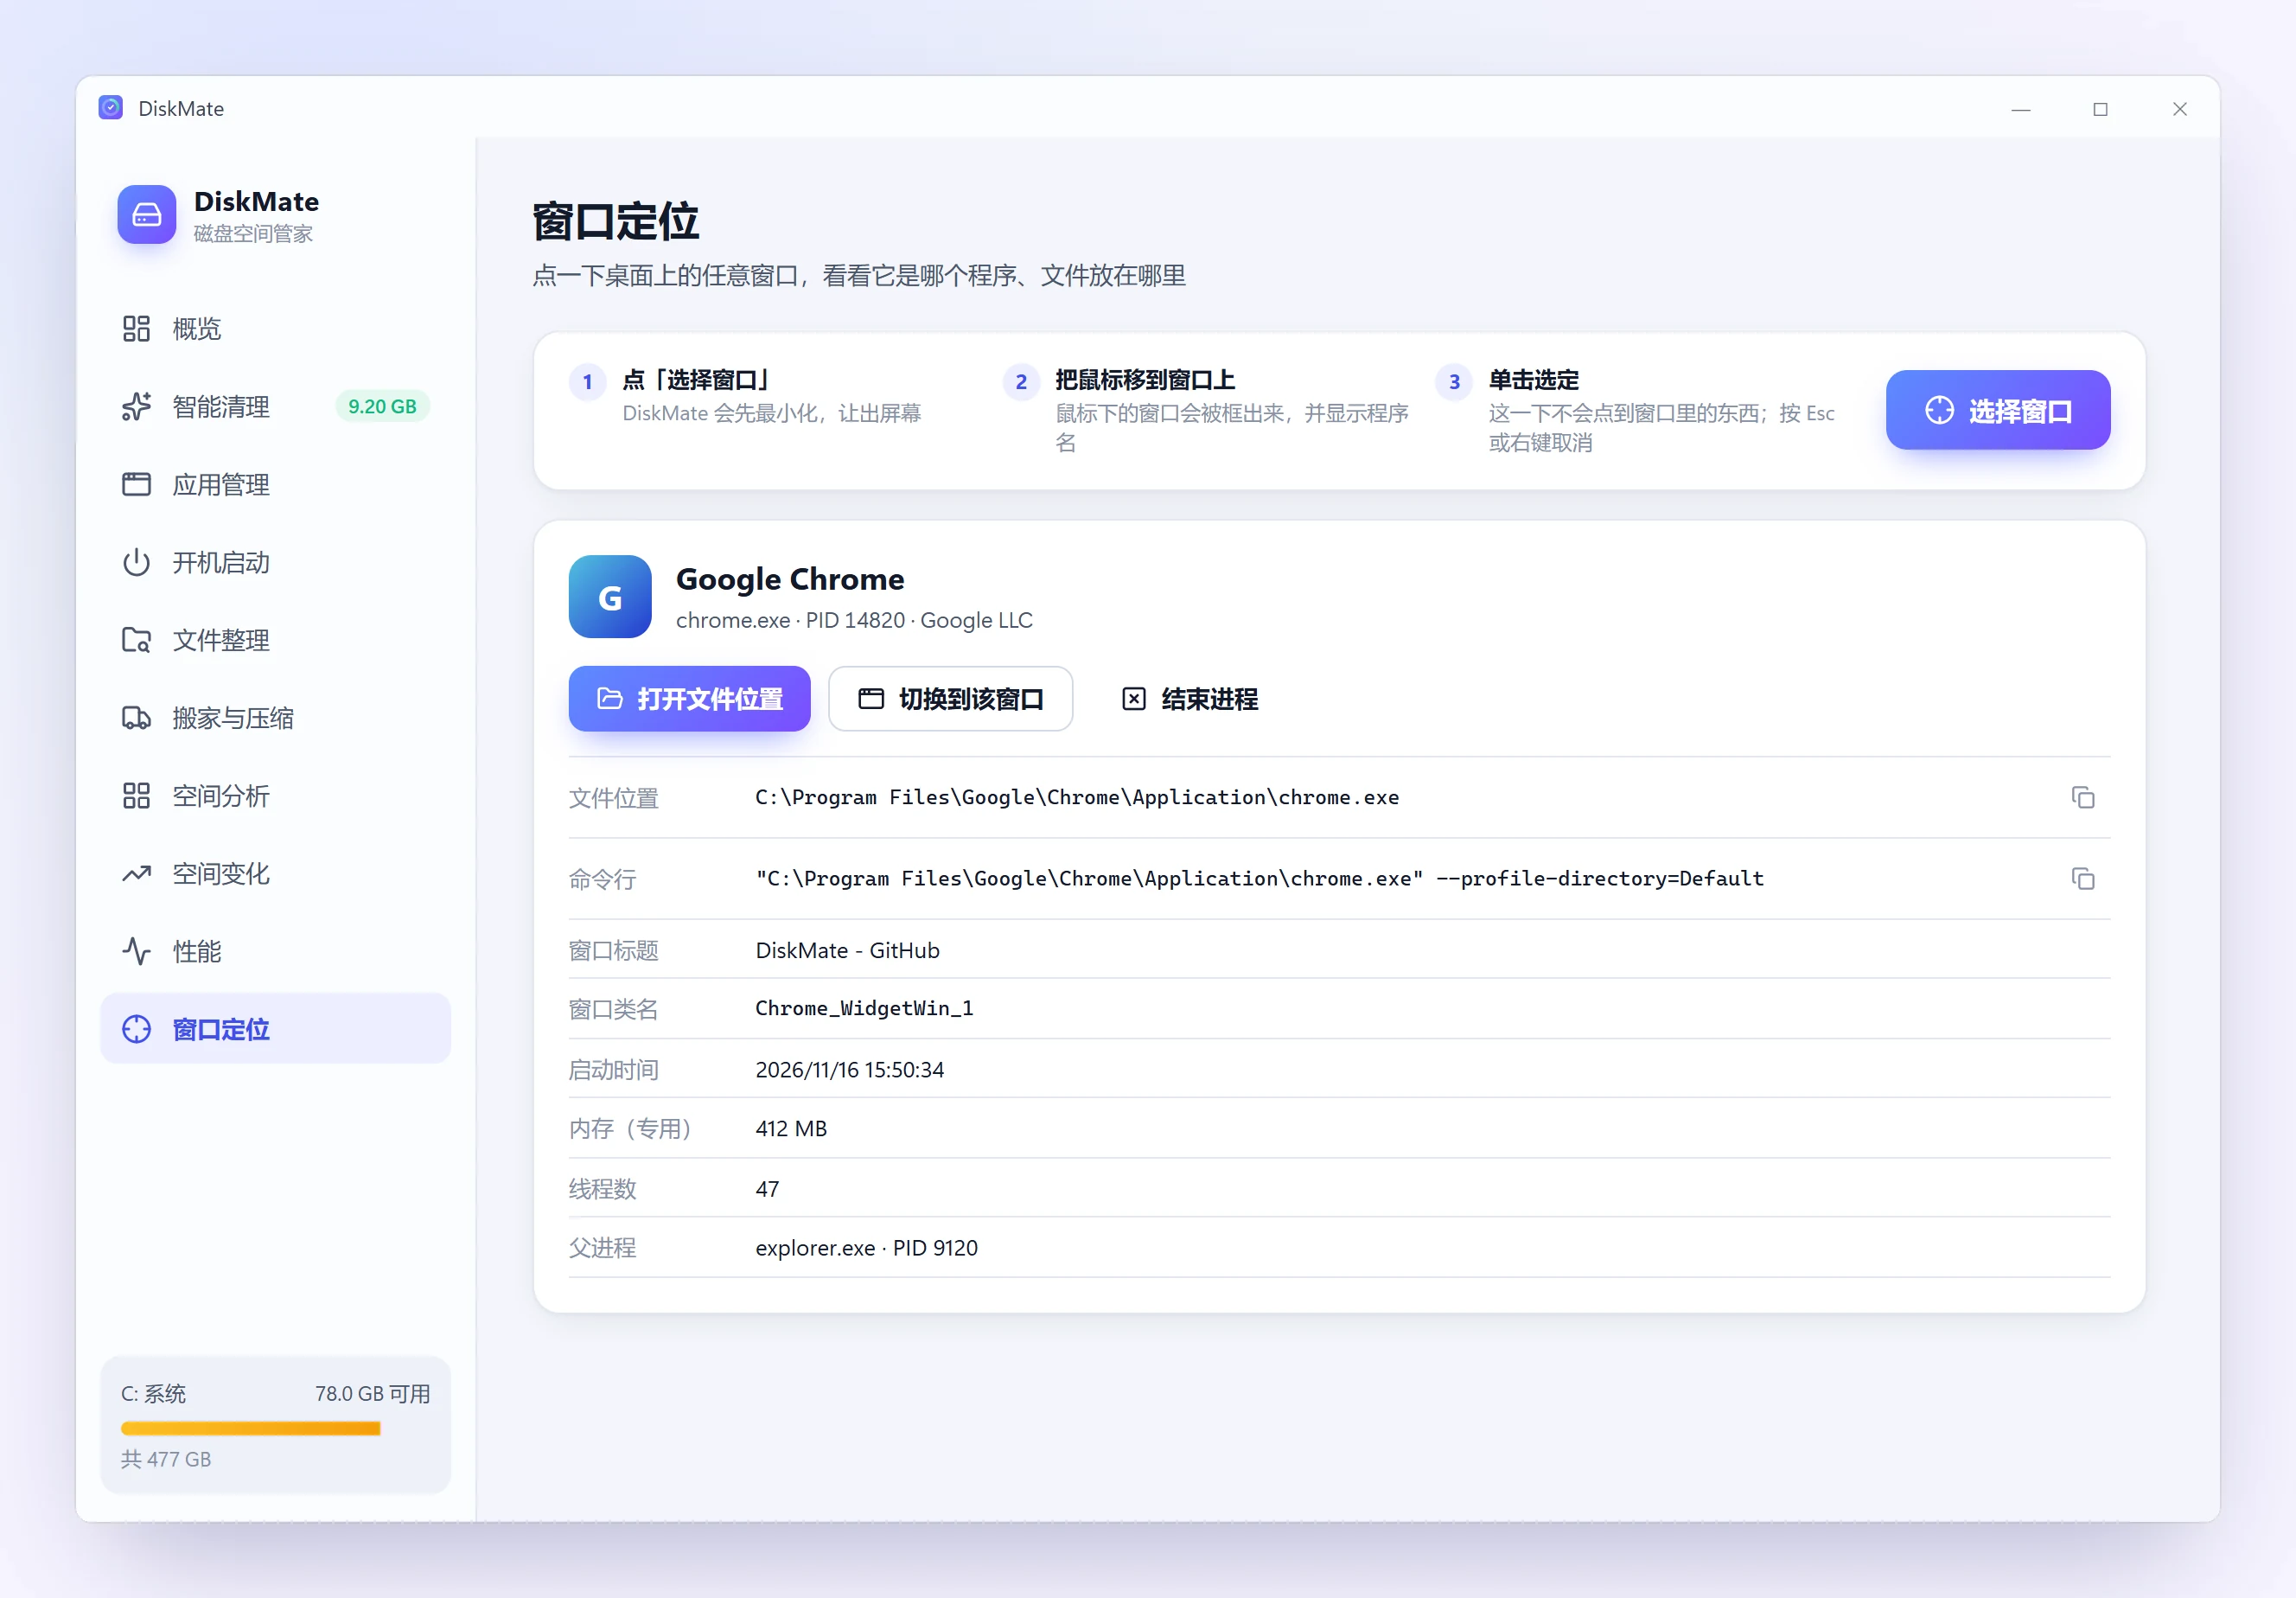 DiskMate
DiskMate
磁盘空间管家
概览
智能清理 9.20 GB
应用管理
开机启动
文件整理
搬家与压缩
空间分析
空间变化
性能
窗口定位
C: 系统 78.0 GB 可用
共 477 GB
窗口定位
点一下桌面上的任意窗口，看看它是哪个程序、文件放在哪里
1 点「选择窗口」
DiskMate 会先最小化，让出屏幕
2 把鼠标移到窗口上
鼠标下的窗口会被框出来，并显示程序
名
3 单击选定
这一下不会点到窗口里的东西；按 Esc
或右键取消
选择窗口
G
Google Chrome
chrome.exe · PID 14820 · Google LLC
打开文件位置 切换到该窗口 结束进程
文件位置 C:\Program Files\Google\Chrome\Application\chrome.exe
命令行 "C:\Program Files\Google\Chrome\Application\chrome.exe" --profile-directory=Default
窗口标题 DiskMate - GitHub
窗口类名 Chrome_WidgetWin_1
启动时间 2026/11/16 15:50:34
内存（专用） 412 MB
线程数 47
父进程 explorer.exe · PID 9120